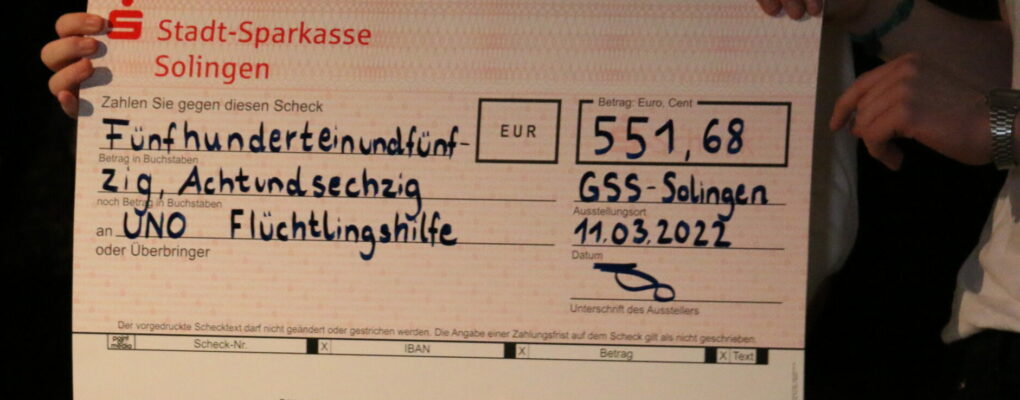 Stadt-Sparkasse
Solingen
Zahlen Sie gegen diesen Scheck
Fünfhunderteinundfünf-
EUR
Betrag: Euro, Cent
551,68
Betrag in Buchstaben
zig, Achtundsechzig
GSS-Solingen
noch Betrag in Buchstaben
Ausstellungsort
an UNO Flüchtlingshilfe
11.03.2022
oder Überbringer
Datum
Unterschrift des Ausstellers
Der vorgedruckte Schecktext darf nicht geändert oder gestrichen werden. Die Angabe einer Zahlungsfrist auf dem Scheck gilt als nicht geschrieben.
Scheck-Nr. X IBAN X Betrag X Text